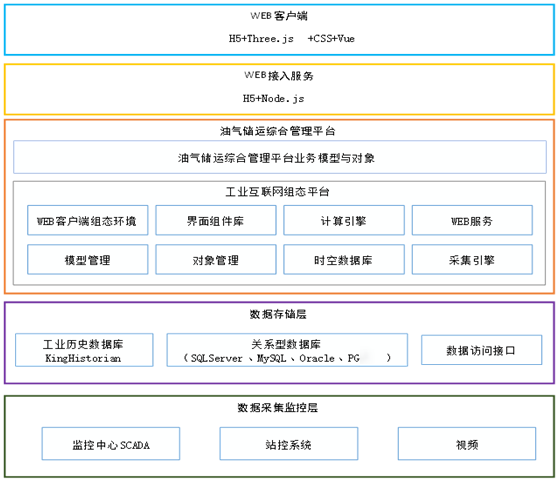 WEB客户端
H5+Three.js +CSS+Vue
WEB接入服务
H5+Node.js
油气储运综合管理平台
油气储运综合管理平台业务模型与对象
工业互联网组态平台
WEB客户端组态环境 界面组件库 计算引擎 WEB服务
模型管理 对象管理 时空数据库 采集引擎
数据存储层
工业历史数据库
KingHistorian
关系型数据库
（SQLServer、MySQL、Oracle、PG ）
数据访问接口
数据采集监控层
监控中心SCADA 站控系统 视频